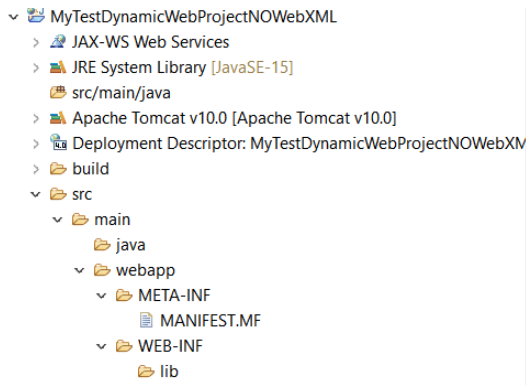 MyTestDynamicWebProjectNOWebXML
JAX-WS Web Services
JRE System Library [JavaSE-15]
src/main/java
Apache Tomcat v10.0 [Apache Tomcat v10.0]
Deployment Descriptor: MyTestDynamicWebProjectNOWebXM
build
src
main
java
webapp
META-INF
MANIFEST.MF
WEB-INF
lib